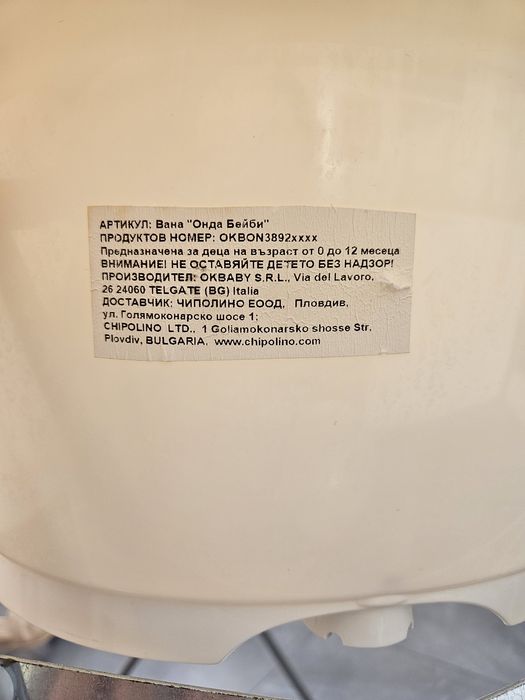 АРТИКУЛ: Вана "Онда Бейби"
ПРОДУКТОВ НОМЕР: OKBON3892xxxx
Предназначена за деца на възраст от 0 до 12 месеца
ВНИМАНИЕ! НЕ ОСТАВЯЙТЕ ДЕТЕТО БЕЗ НАДЗОР!
ПРОИЗВОДИТЕЛ: OKBABY S.R.L., Via del Lavoro,
26 24060 TELGATE (BG) Italia
ДОСТАВЧИК: ЧИПОЛИНО ЕООД, Пловдив,
ул. Голямоконарско шосе 1;
CHIPOLINO LTD., 1 Goliamokonarsko shosse Str,
Plovdiv, BULGARIA, www.chipolino.com